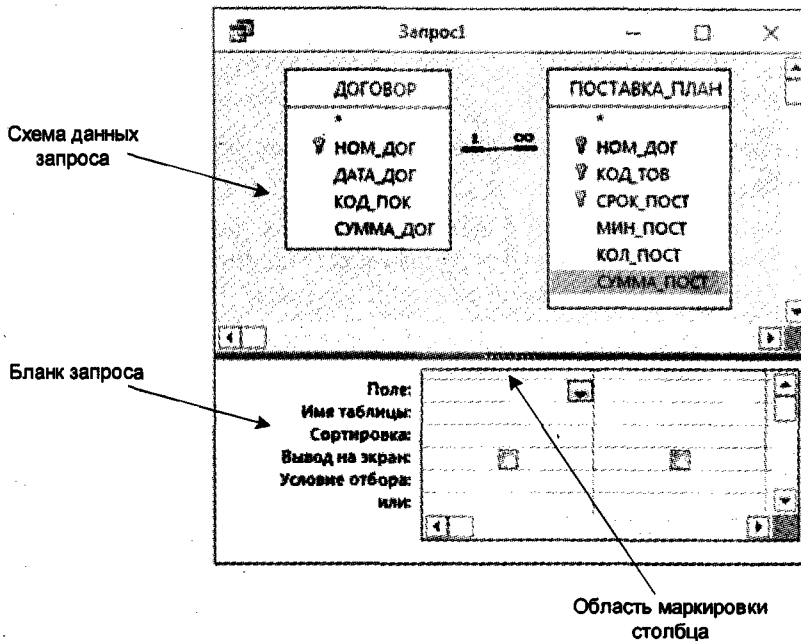 Запрос1
ДОГОВОР
*
НОМ_ДОГ
ДАТА_ДОГ
КОД_ПОК
СУММА_ДОГ
1 ∞
ПОСТАВКА_ПЛАН
*
НОМ_ДОГ
КОД_ТОВ
СРОК_ПОСТ
МИН_ПОСТ
КОЛ_ПОСТ
СУММА_ПОСТ
Схема данных
запроса
Бланк запроса
Поле:
Имя таблицы:
Сортировка:
Вывод на экран:
Условие отбора:
или:
Область маркировки
столбца